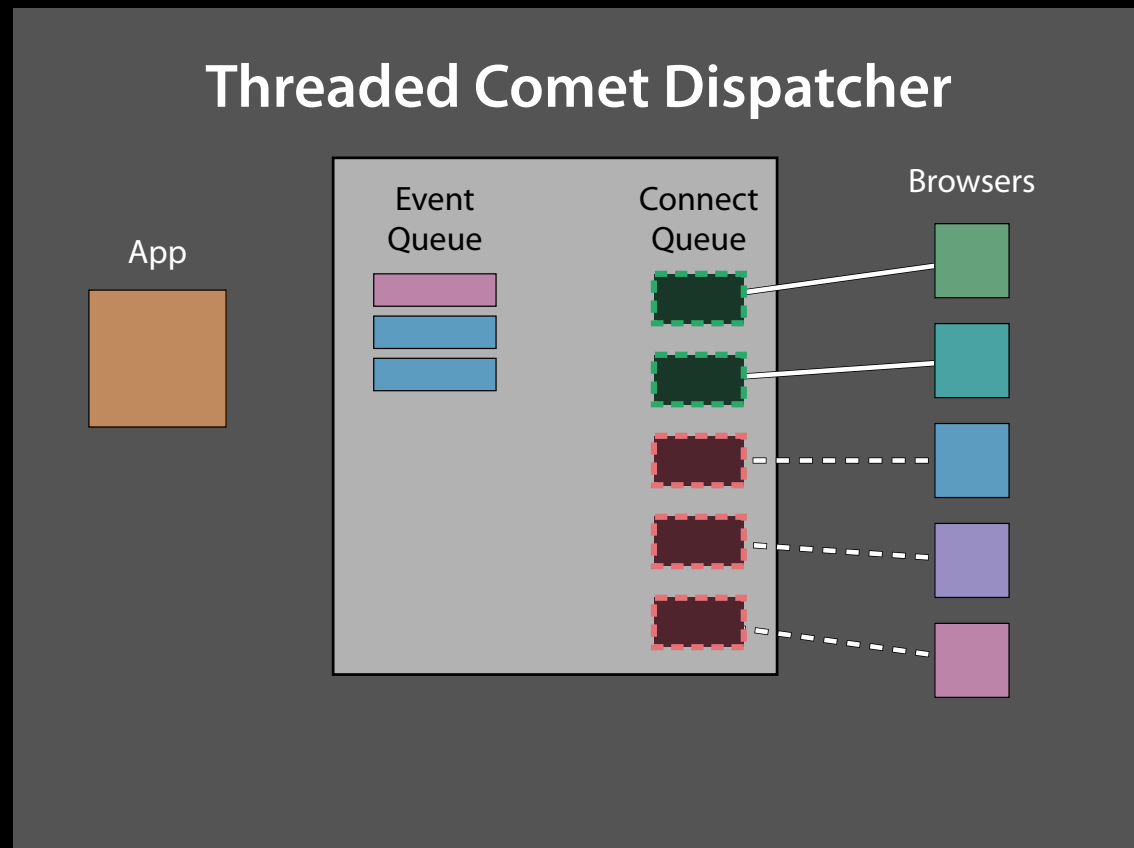 Threaded Comet Dispatcher
App
Event
Queue
Connect
Queue
Browsers